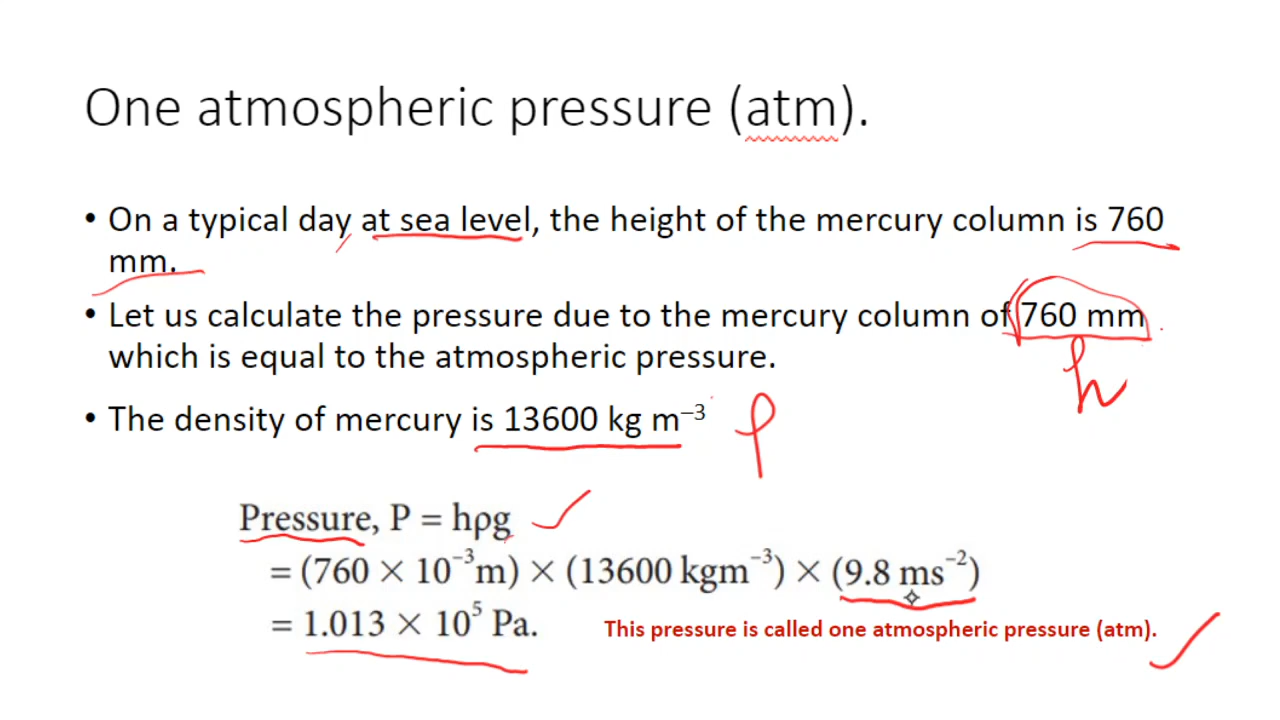 One atmospheric pressure (atm).
• On a typical day at sea level, the height of the mercury column is 760
mm.
• Let us calculate the pressure due to the mercury column of 760 mm
which is equal to the atmospheric pressure.
h
• The density of mercury is 13600 kg m⁻³ ρ
Pressure, P = hρg
= (760 × 10⁻³m) × (13600 kgm⁻³) × (9.8 ms⁻²)
= 1.013 × 10⁵ Pa. This pressure is called one atmospheric pressure (atm).